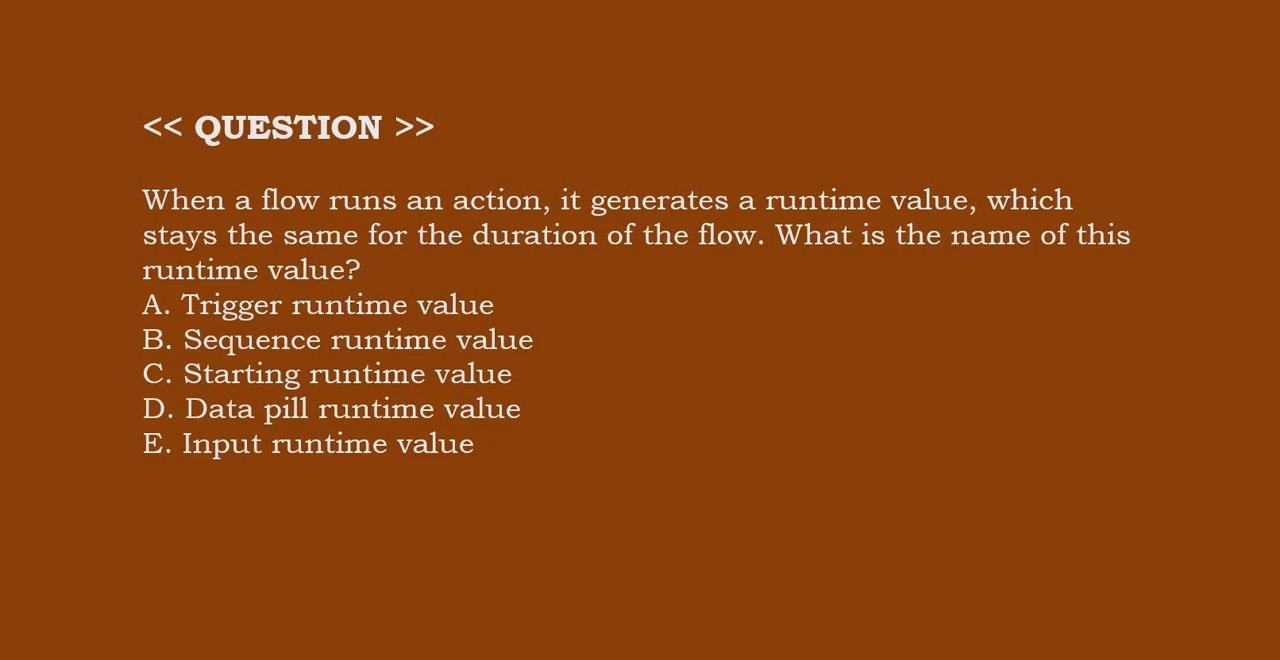 << QUESTION >>
When a flow runs an action, it generates a runtime value, which
stays the same for the duration of the flow. What is the name of this
runtime value?
A. Trigger runtime value
B. Sequence runtime value
C. Starting runtime value
D. Data pill runtime value
E. Input runtime value